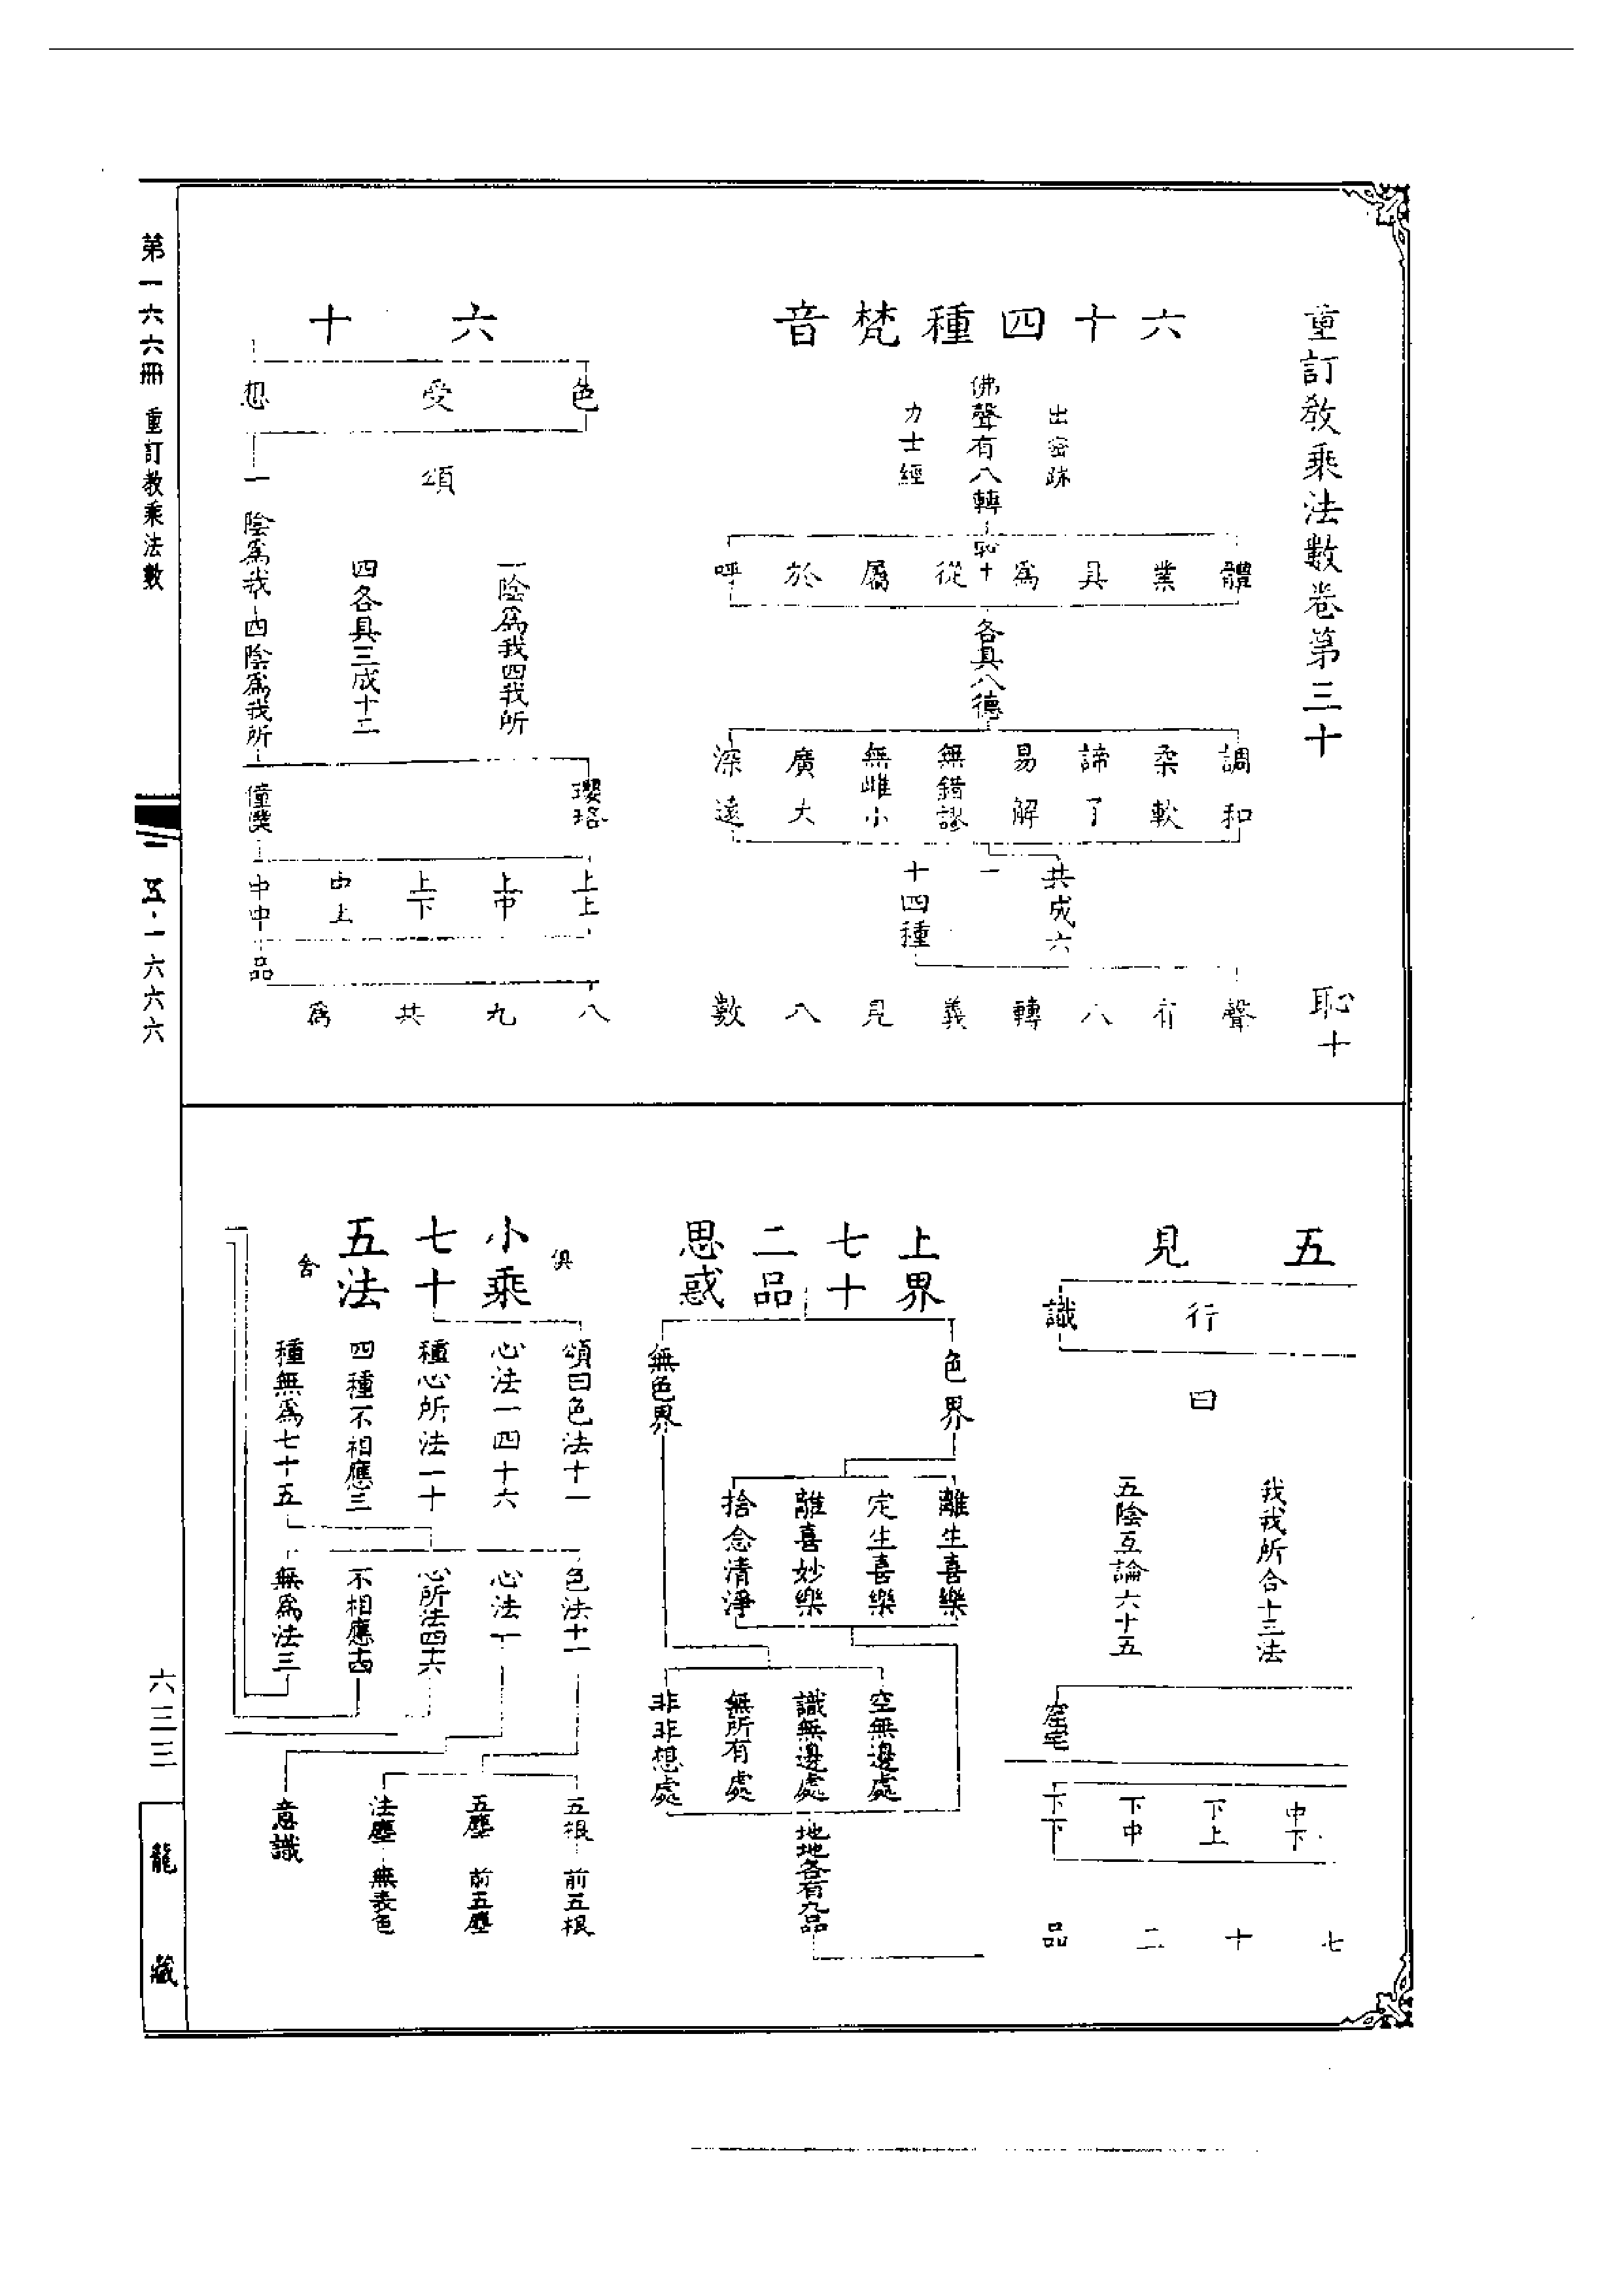 重訂教乘法數卷第三十
恥十
六十四種梵音
出密跡
佛聲有八轉
力士經
恥十
體
業
具
為
從
屬
於
呼
各具八德
調和
柔軟
諦了
易解
無錯謬
無雌小
廣大
深遠
共成六
十四種
聲有八轉義見八數
六十
色
受
想
頌
一陰為我四我所
四各具三成十二
一陰為我四陰為我所
瓔珞
僮僕
上上
上中
上下
中上
中中
品
八九共為
五見
行
識
曰
我我所合十三法
五陰互論六十五
窟宅
中下
下上
下中
下下
七十二品
上界
七十
二品
思惑
色界
無色界
離生喜樂
定生喜樂
離喜妙樂
捨念清淨
空無邊處
識無邊處
無所有處
非非想處
地地各有九品
俱
小乘
七十
五法
舍
頌曰色法十一
心法一四十六
種心所法一十
四種不相應三
種無為七十五
色法十一
心法一
心所法四十六
不相應十四
無為法三
五根
前五根
五塵
前五塵
法塵
無表色
意識
第一六六冊
重訂教乘法數
五·一六六六
六三三
龍藏